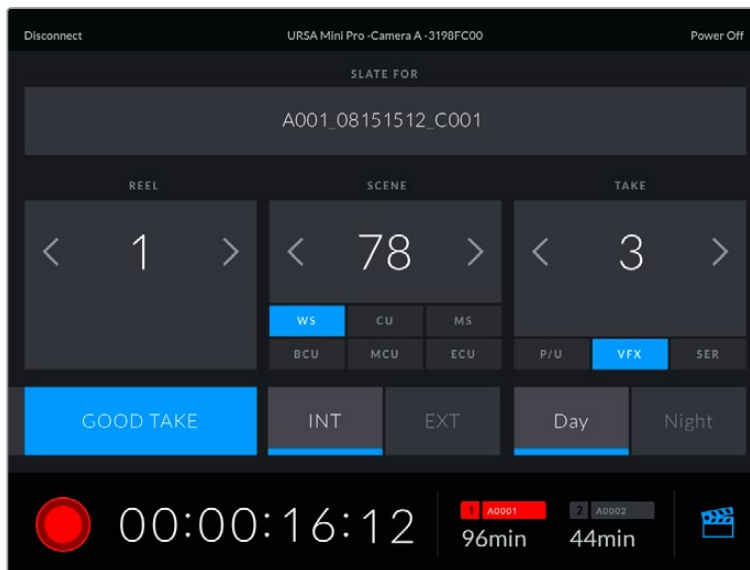 Disconnect URSA Mini Pro -Camera A -3198FC00 Power Off
SLATE FOR
A001_08151512_C001
REEL SCENE TAKE
< 1 > < 78 > < 3 >
WS CU MS
BCU MCU ECU P/U VFX SER
GOOD TAKE INT EXT Day Night
1 A0001 2 A0002
00:00:16:12 96min 44min